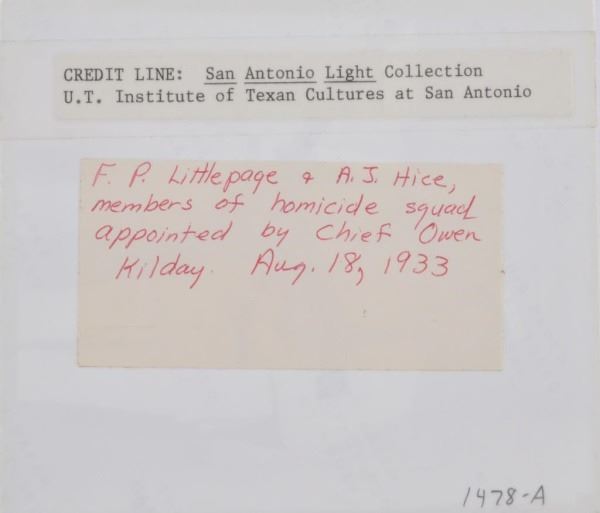 CREDIT LINE: San Antonio Light Collection
U.T. Institute of Texan Cultures at San Antonio
F. P. Littlepage & A. J. Hice,
members of homicide squad
appointed by Chief Owen
Kilday. Aug. 18, 1933
1478-A